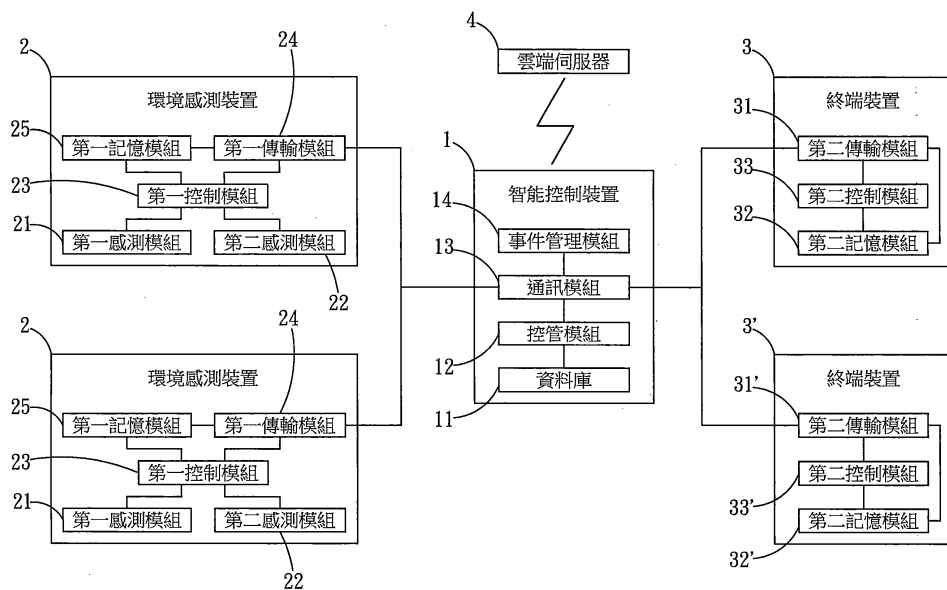 2
環境感測裝置
24
25
第一記憶模組
第一傳輸模組
23
第一控制模組
21
第一感測模組
第二感測模組
22
2
環境感測裝置
24
25
第一記憶模組
第一傳輸模組
23
第一控制模組
21
第一感測模組
第二感測模組
22
4
雲端伺服器
1
智能控制裝置
14
事件管理模組
13
通訊模組
12
控管模組
11
資料庫
3
終端裝置
31
第二傳輸模組
33
第二控制模組
32
第二記憶模組
3’
終端裝置
31’
第二傳輸模組
33’
第二控制模組
32’
第二記憶模組